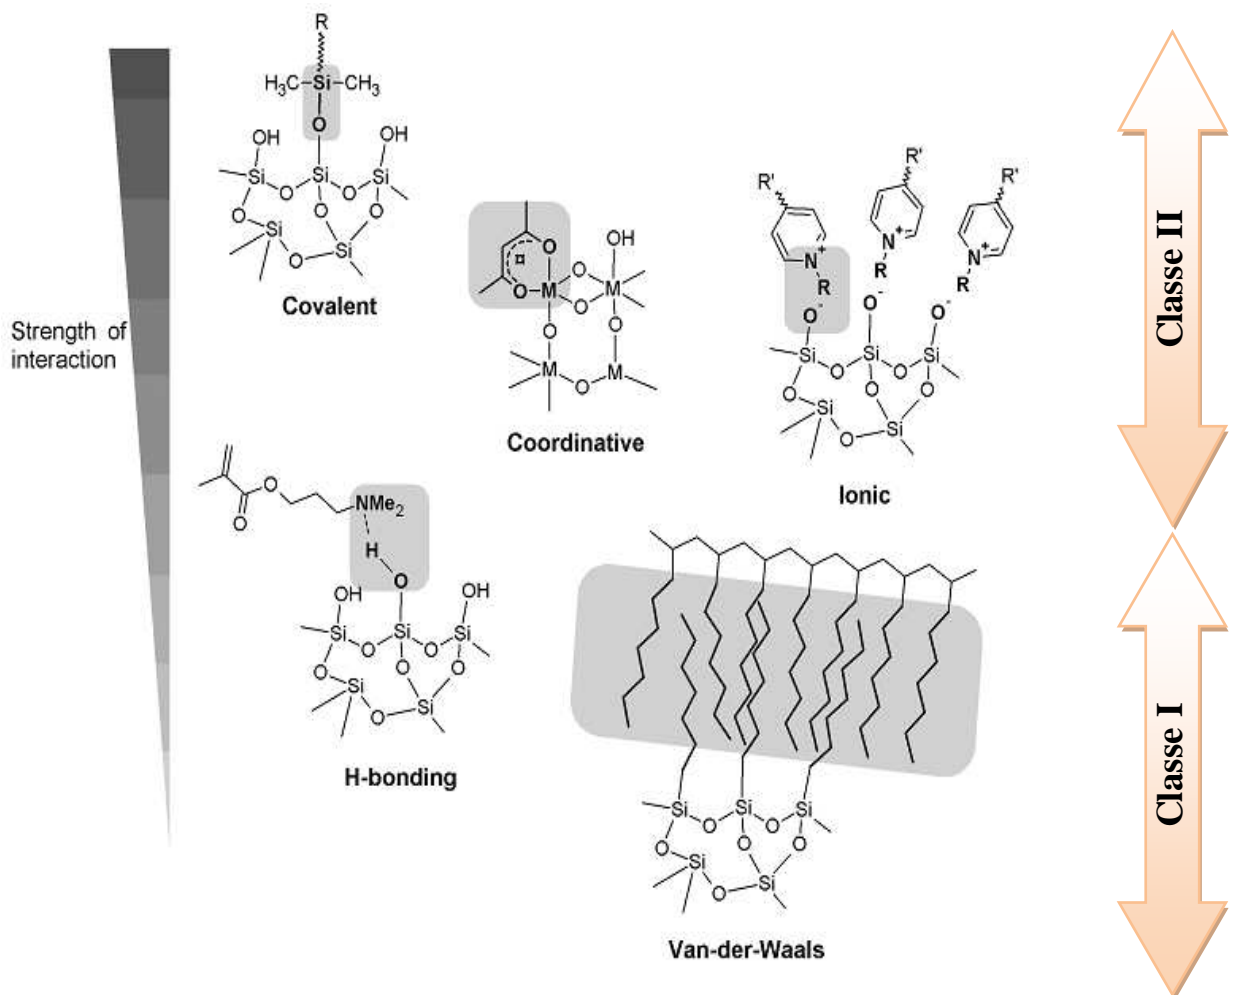 R
H₃C Si CH₃
O
OH OH
Si Si Si
O O
O O O
Si Si
O
Covalent
O OH
¤
O M O M
O
O O
M O M
Coordinative
R' R' R'
N⁺ N⁺ N⁺
R R R
O⁻ O⁻ O⁻
Si Si Si
O O
O O O
Si Si
O
Ionic
Classe II
Strength of
interaction
O
O
NMe₂
H
O
OH OH
Si Si Si
O O
O O O
Si Si
O
H-bonding
Si Si Si
O O
O O O
Si Si
O
Van-der-Waals
Classe I